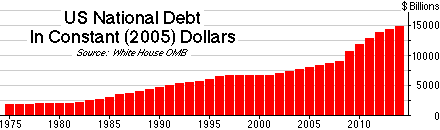 US National Debt
In Constant (2005) Dollars
Source: White House OMB
$ Billions
15000
10000
5000
0
1975 1980 1985 1990 1995 2000 2005 2010